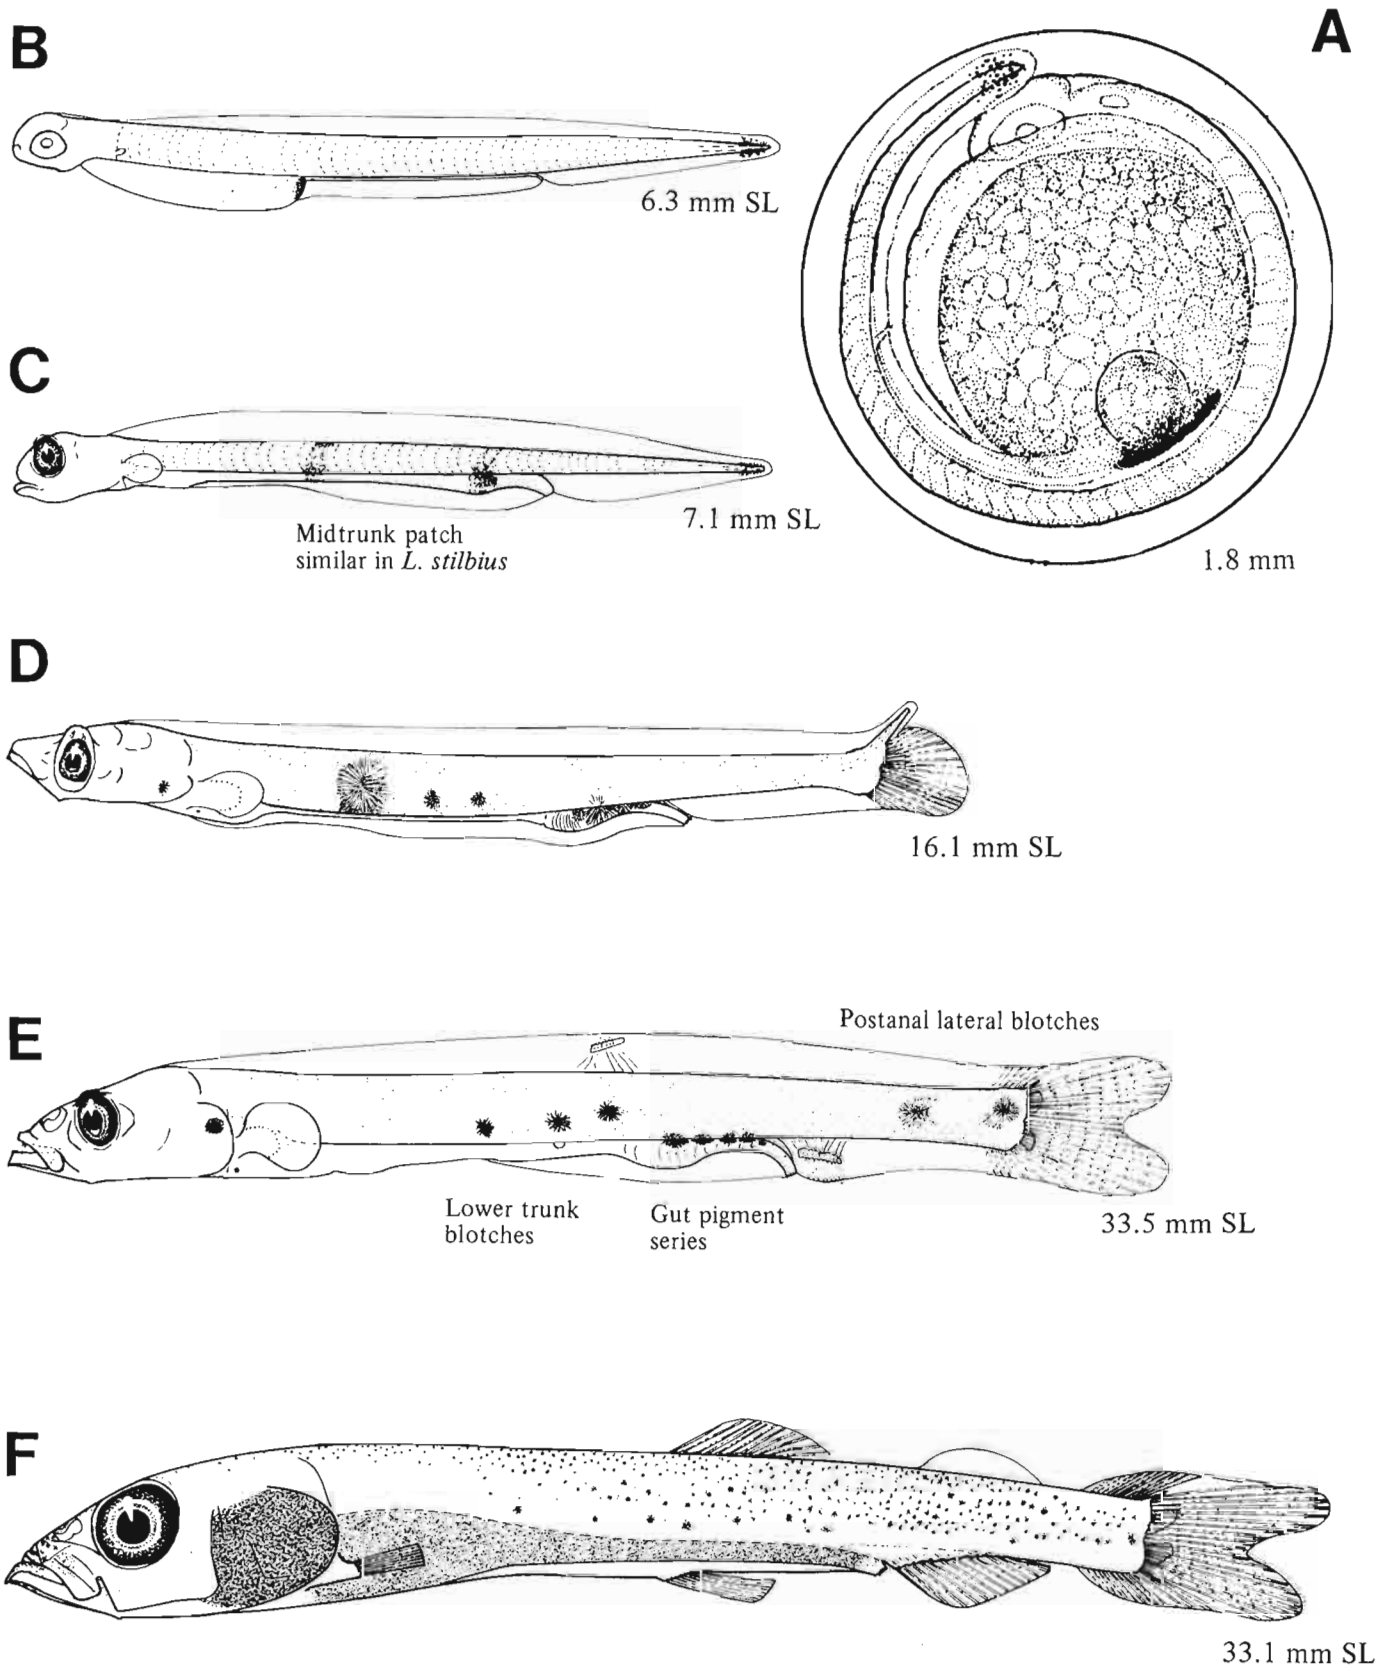 A
1.8 mm
B
6.3 mm SL
C
7.1 mm SL
Midtrunk patch
similar in L. stilbius
D
16.1 mm SL
E
Postanal lateral blotches
Lower trunk
blotches
Gut pigment
series
33.5 mm SL
F
33.1 mm SL